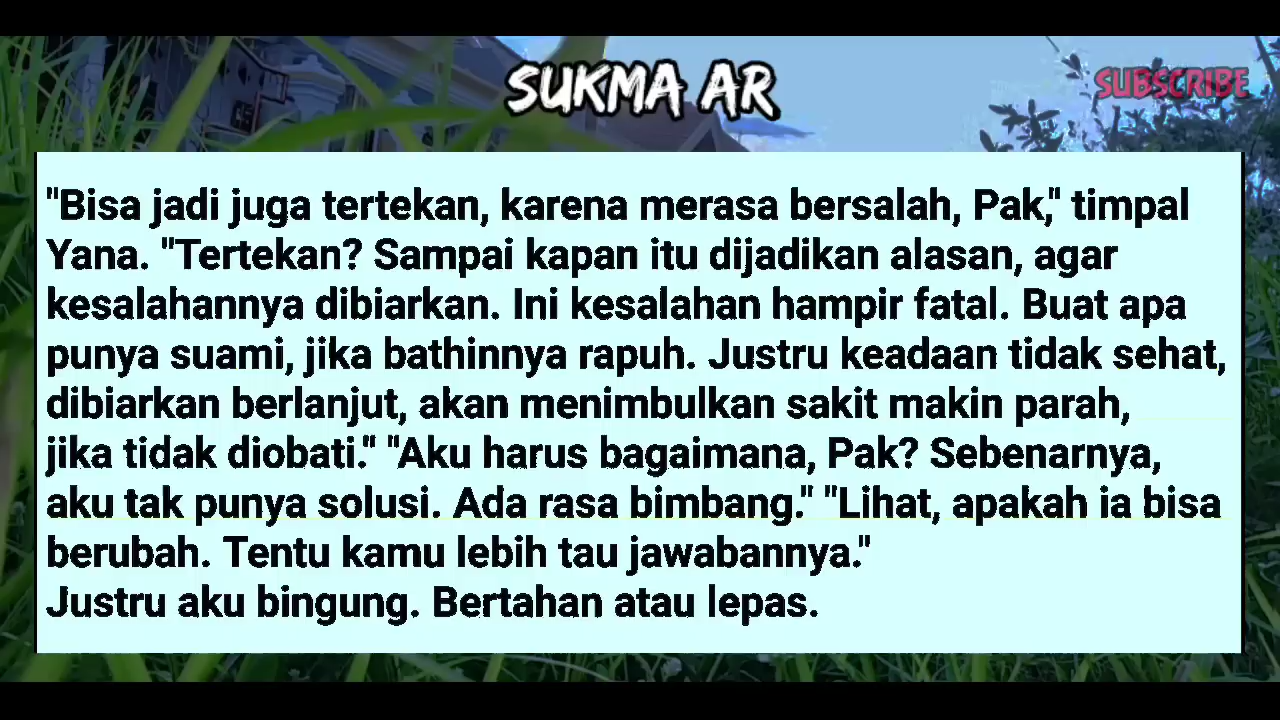 SUKMA AR
SUBSCRIBE
"Bisa jadi juga tertekan, karena merasa bersalah, Pak," timpal
Yana. "Tertekan? Sampai kapan itu dijadikan alasan, agar
kesalahannya dibiarkan. Ini kesalahan hampir fatal. Buat apa
punya suami, jika bathinnya rapuh. Justru keadaan tidak sehat,
dibiarkan berlanjut, akan menimbulkan sakit makin parah,
jika tidak diobati." "Aku harus bagaimana, Pak? Sebenarnya,
aku tak punya solusi. Ada rasa bimbang." "Lihat, apakah ia bisa
berubah. Tentu kamu lebih tau jawabannya."
Justru aku bingung. Bertahan atau lepas.